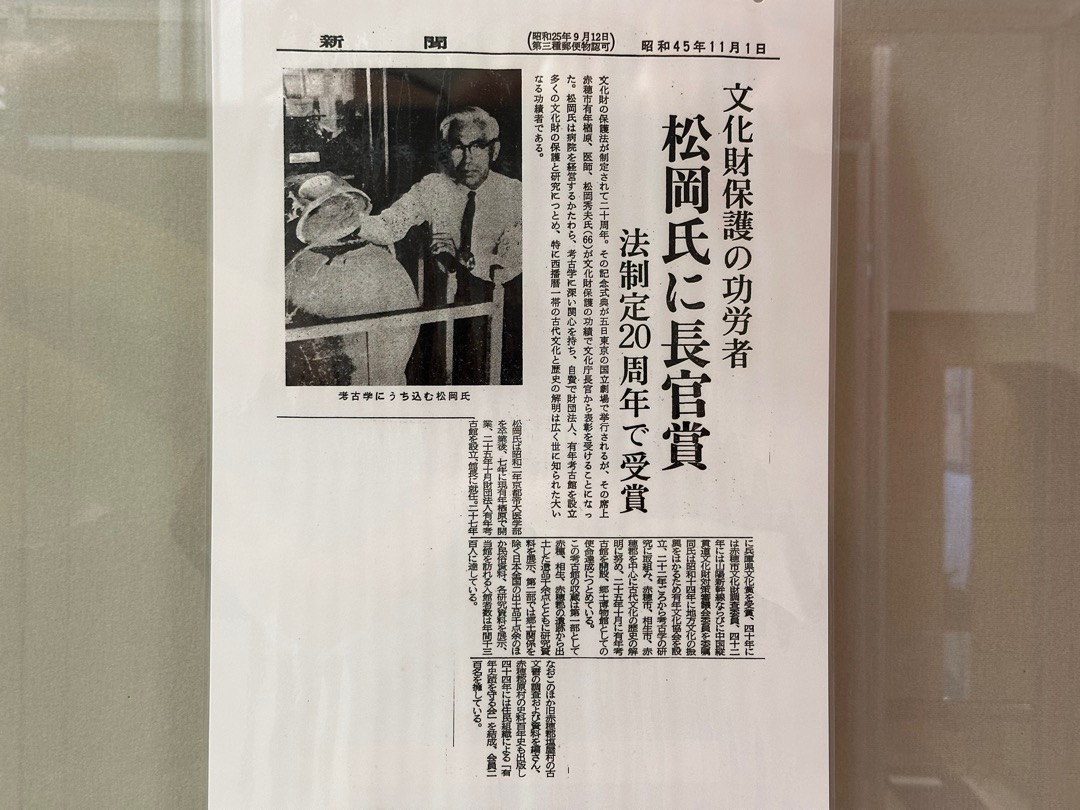 新聞
(昭和25年9月12日
第三種郵便物認可)
昭和45年11月1日
文化財保護の功労者
松岡氏に長官賞
法制定20周年で受賞
文化財の保護法が制定されて二十周年。その記念式典が五日東京の国立劇場で挙行されるが、その席上
赤穂市有年楢原、医師、松岡秀夫氏(66)が文化財保護の功績で文化庁長官から表彰を受けることになっ
た。松岡氏は病院を経営するかたわら、考古学に深い関心を持ち、自費で財団法人、有年考古館を設立
多くの文化財の保護と研究につとめ、特に西播暦一帯の古代文化と歴史の解明は広く世に知られた大い
なる功績者である。
考古学にうち込む松岡氏
松岡氏は昭和二年京都帝大医学部
を卒業後、七年に現有年楢原で開
業、二十五年十月財団法人有年考
古館を設立、館長に就任。二十七年
に兵庫県文化賞を受賞、四十年に
は赤穂市文化財調査委員、四十二
年には山陽新幹線ならびに中国縦
貫道文化財対策審議会委員を委嘱
同氏は昭和十四年に地方文化の振
興をはかるため有年文化協会を設
立、二十二年ごろから考古学の研
究に取組み、赤穂市、相生市、赤
穂郡を中心に古代文化の歴史の解
明に努め、二十五年十月に有年考
古館を開設、郷土博物館としての
使命達成につとめている。
この考古館の収蔵は第一部として
赤穂、相生、赤穂郡の遺跡から出
土した遺品千余点とともに研究資
料を展示、第二部では郷土関係を
除く日本全国の出土品千点余のほ
か民俗資料、各研究資料を展示、
当館を訪れる入館者数は年間千三
百人に達している。
なおこのほか旧赤穂郡塩屋村の古
文書の調査および資料を編さん、
赤穂郡原村の史料百年史も出版し
四十四年には住民組織による「有
年史蹟を守る会」を結成、会員二
百名を擁している。